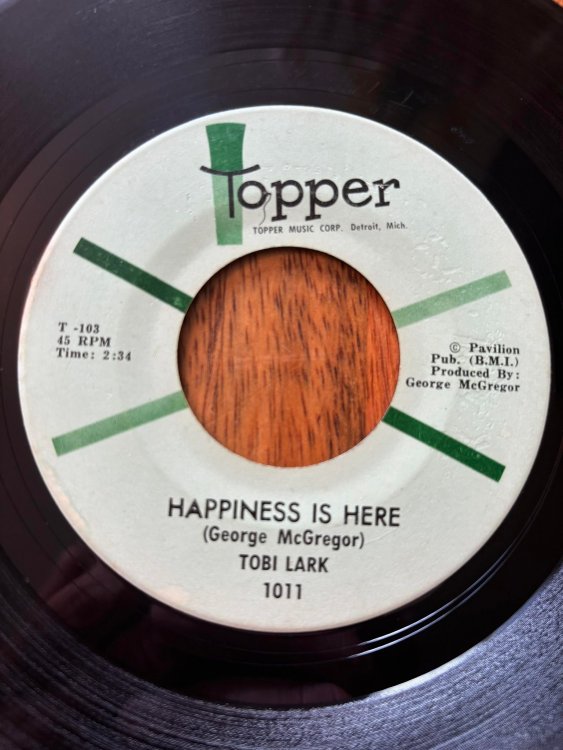 Topper
TOPPER MUSIC CORP. Detroit, Mich.
T -103
45 RPM
Time: 2:34
© Pavilion
Pub. (B.M.I.)
Produced By:
George McGregor
HAPPINESS IS HERE
(George McGregor)
TOBI LARK
1011